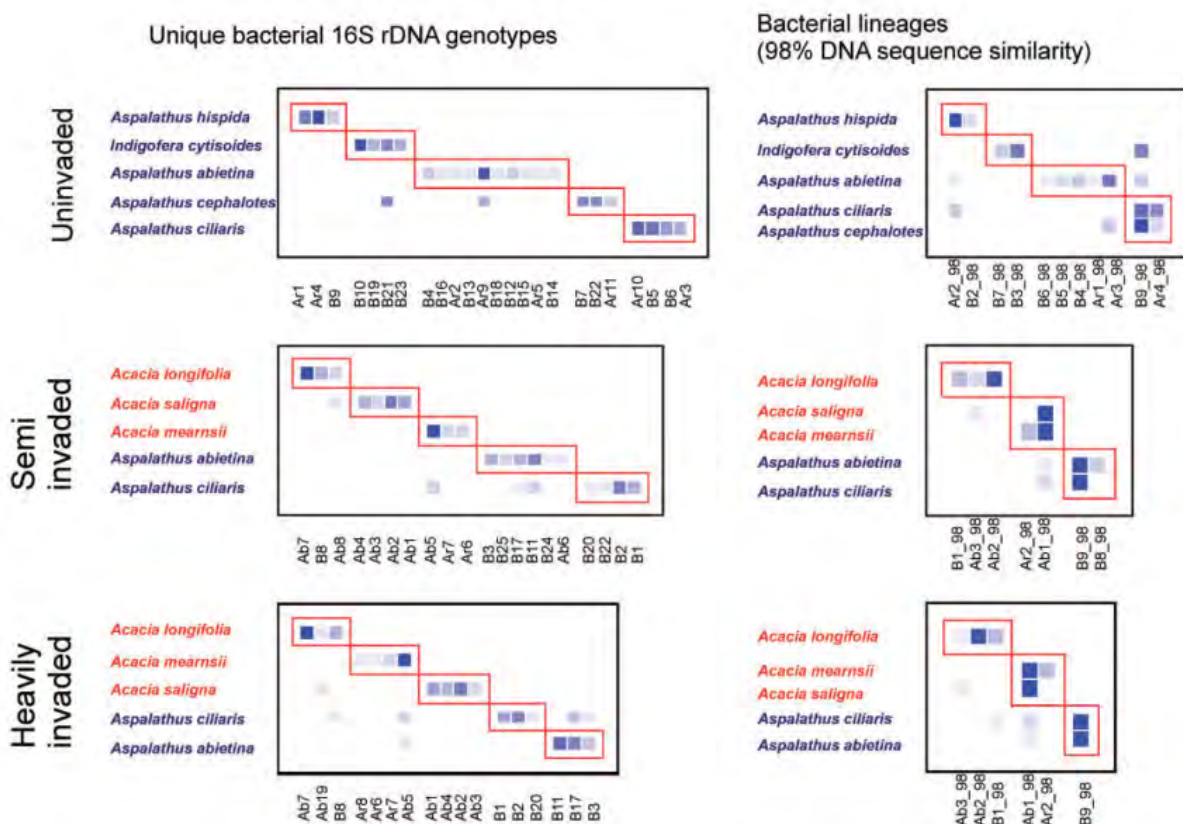 Unique bacterial 16S rDNA genotypes
Bacterial lineages
(98% DNA sequence similarity)
Uninvaded
Aspalathus hispida
Indigofera cytisoides
Aspalathus abietina
Aspalathus cephalotes
Aspalathus ciliaris
Ar1
Ar4
B9
B10
B19
B21
B23
B4
B16
Ar2
B13
Ar9
B18
B12
B15
Ar5
B14
B7
B22
Ar11
Ar10
B5
B6
Ar3
Aspalathus hispida
Indigofera cytisoides
Aspalathus abietina
Aspalathus ciliaris
Aspalathus cephalotes
Ar2_98
B2_98
B7_98
B3_98
B6_98
B5_98
B4_98
Ar1_98
Ar3_98
B9_98
Ar4_98
Semi
invaded
Acacia longifolia
Acacia saligna
Acacia mearnsii
Aspalathus abietina
Aspalathus ciliaris
Ab7
B8
Ab8
Ab4
Ab3
Ab2
Ab1
Ab5
Ar7
Ar6
B3
B25
B17
B11
B24
Ab6
B20
B22
B2
B1
Acacia longifolia
Acacia saligna
Acacia mearnsii
Aspalathus abietina
Aspalathus ciliaris
B1_98
Ab3_98
Ab2_98
Ar2_98
Ab1_98
B9_98
B8_98
Heavily
invaded
Acacia longifolia
Acacia mearnsii
Acacia saligna
Aspalathus ciliaris
Aspalathus abietina
Ab7
Ab19
B8
Ar8
Ar6
Ar7
Ab5
Ab1
Ab4
Ab2
Ab3
B1
B2
B20
B11
B17
B3
Acacia longifolia
Acacia mearnsii
Acacia saligna
Aspalathus ciliaris
Aspalathus abietina
Ab3_98
Ab2_98
B1_98
Ab1_98
Ar2_98
B9_98